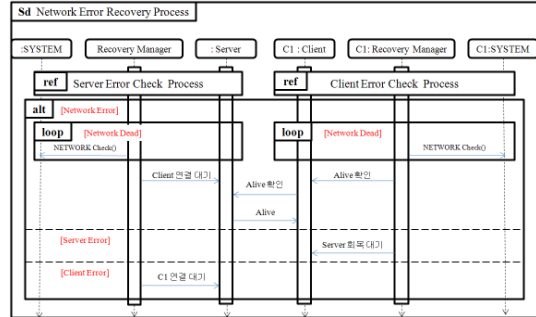 Sd Network Error Recovery Process
:SYSTEM Recovery Manager : Server C1 : Client C1: Recovery Manager C1:SYSTEM
ref Server Error Check Process ref Client Error Check Process
alt [Network Error]
loop [Network Dead] loop [Network Dead]
NETWORK Check() NETWORK Check()
Client 연결 대기 Alive 확인 Alive 확인
Alive
[Server Error] Server 회복 대기
[Client Error] C1 연결 대기